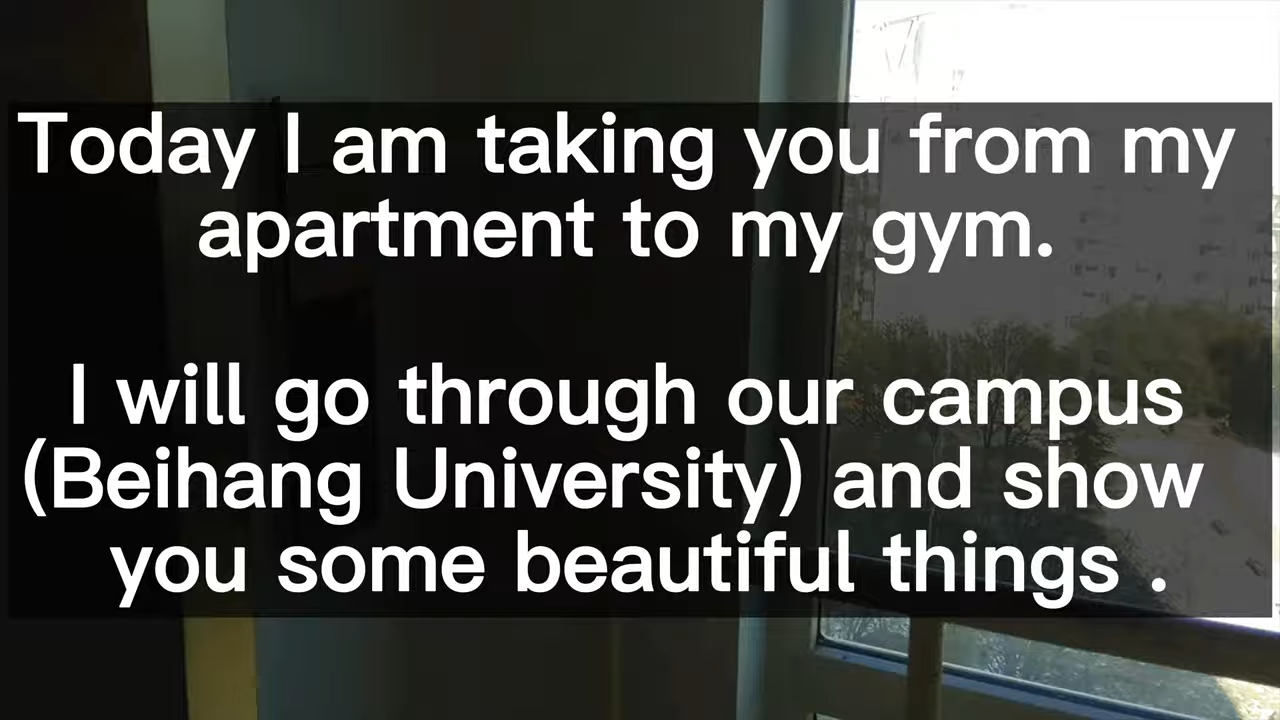 Today I am taking you from my
apartment to my gym.
I will go through our campus
(Beihang University) and show
you some beautiful things .